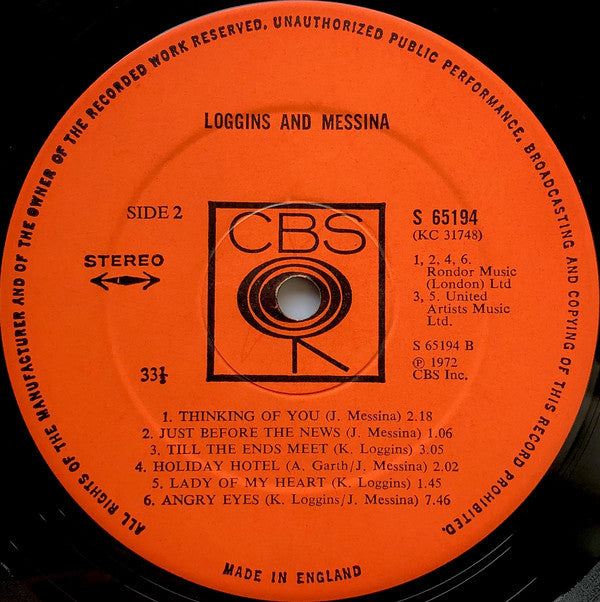 ALL RIGHTS OF THE MANUFACTURER AND OF THE OWNER OF THE RECORDED WORK RESERVED. UNAUTHORIZED PUBLIC PERFORMANCE, BROADCASTING AND COPYING OF THIS RECORD PROHIBITED.
LOGGINS AND MESSINA
SIDE 2
CBS
S 65194
(KC 31748)
STEREO
1, 2, 4, 6.
Rondor Music
(London) Ltd
3, 5. United
Artists Music
Ltd.
S 65194 B
℗ 1972
CBS Inc.
33⅓
1. THINKING OF YOU (J. Messina) 2.18
2. JUST BEFORE THE NEWS (J. Messina) 1.06
3. TILL THE ENDS MEET (K. Loggins) 3.05
4. HOLIDAY HOTEL (A. Garth/J. Messina) 2.02
5. LADY OF MY HEART (K. Loggins) 1.45
6. ANGRY EYES (K. Loggins/J. Messina) 7.46
MADE IN ENGLAND